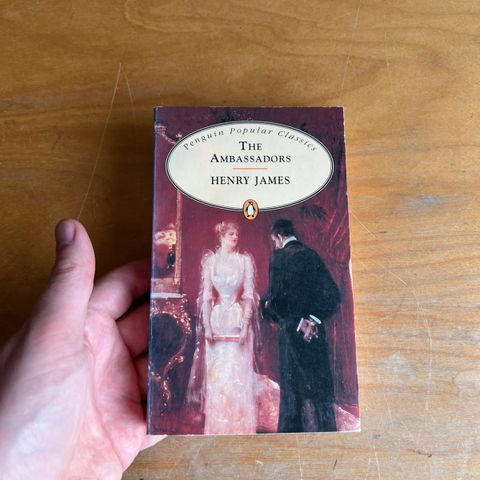 Penguin Popular Classics
THE
AMBASSADORS
HENRY JAMES